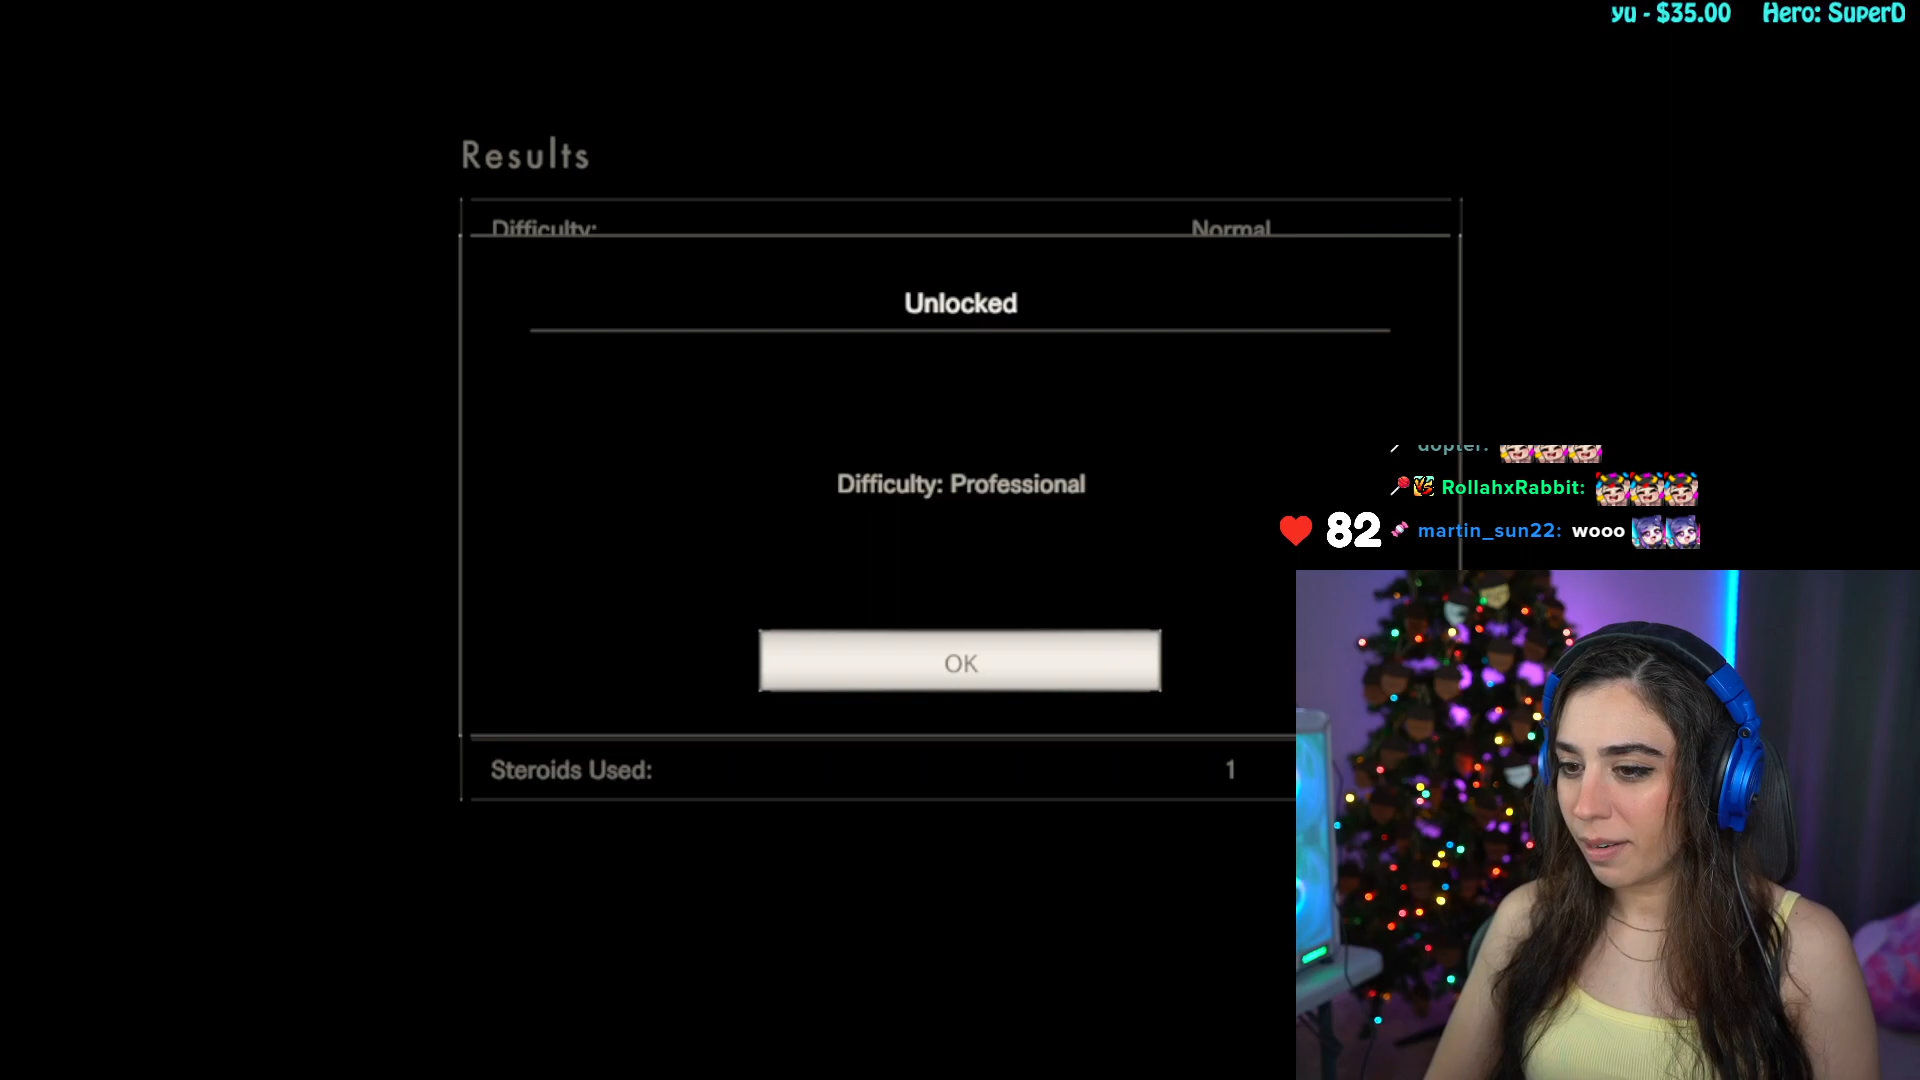 yu - $35.00 Hero: SuperD
Results
Difficulty: Normal
Unlocked
Difficulty: Professional
dopter:
RollahxRabbit:
82 martin_sun22: wooo
OK
Steroids Used: 1